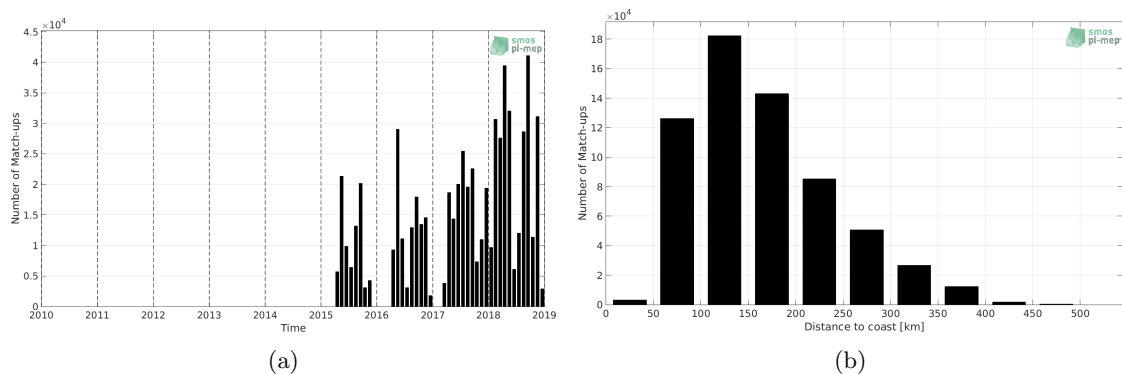 ×10⁴
4.5
4
3.5
3
2.5
2
1.5
1
0.5
0
Number of Match-ups
2010 2011 2012 2013 2014 2015 2016 2017 2018 2019
Time
smos
pi-mep
(a)
×10⁴
18
16
14
12
10
8
6
4
2
0
Number of Match-ups
0 50 100 150 200 250 300 350 400 450 500
Distance to coast [km]
smos
pi-mep
(b)